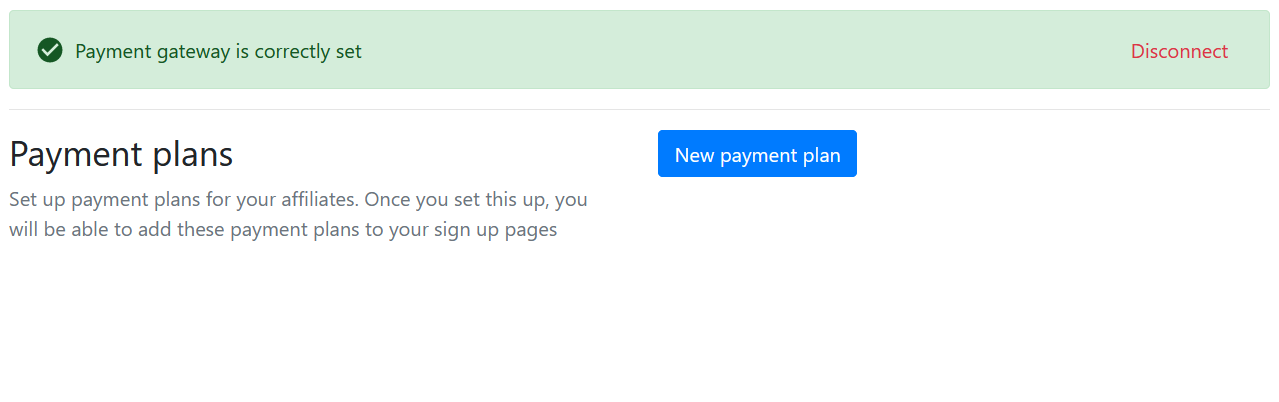 Payment gateway is correctly set
Disconnect
Payment plans
New payment plan
Set up payment plans for your affiliates. Once you set this up, you
will be able to add these payment plans to your sign up pages